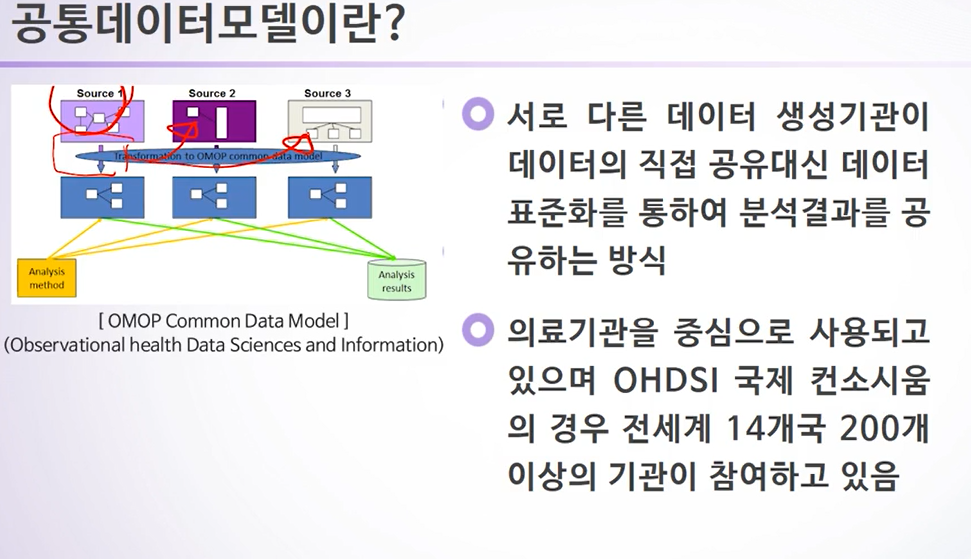 공통데이터모델이란?
Source 1
Source 2
Source 3
Transformation to OMOP common data model
Analysis
method
Analysis
results
[ OMOP Common Data Model ]
(Observational health Data Sciences and Information)
서로 다른 데이터 생성기관이
데이터의 직접 공유대신 데이터
표준화를 통하여 분석결과를 공
유하는 방식
의료기관을 중심으로 사용되고
있으며 OHDSI 국제 컨소시움
의 경우 전세계 14개국 200개
이상의 기관이 참여하고 있음